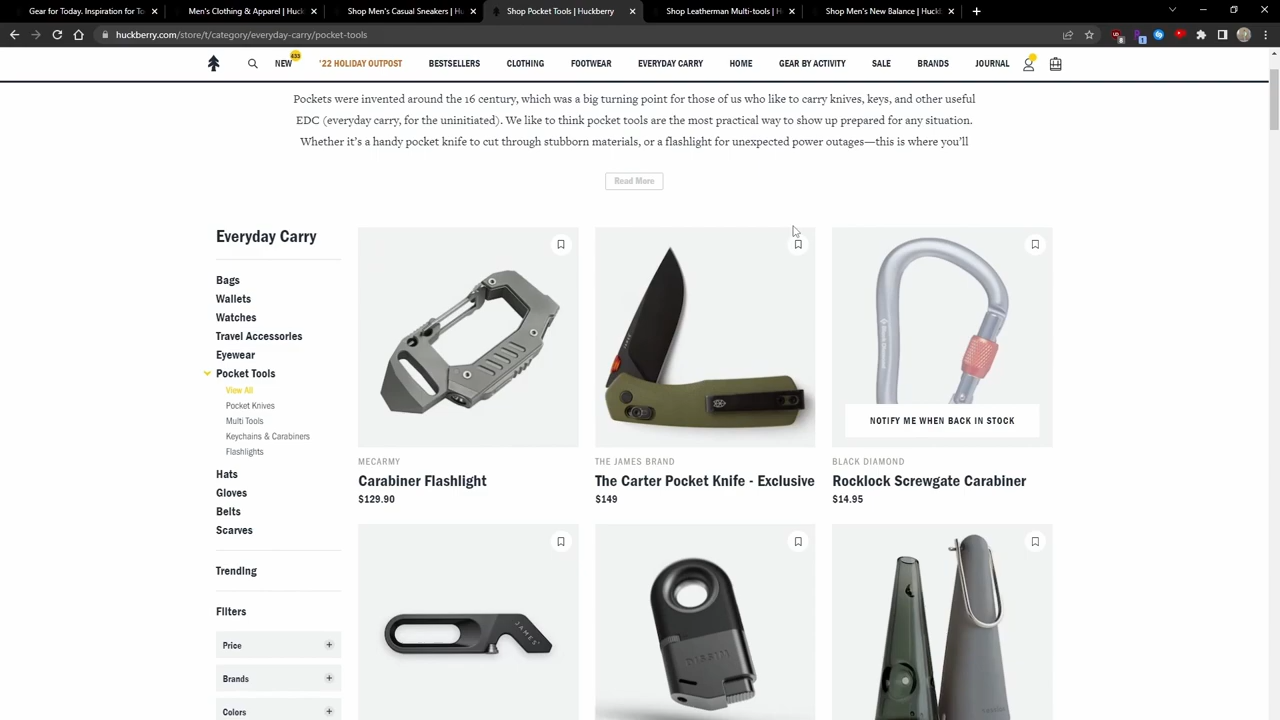 Gear for Today. Inspiration for To
Men's Clothing & Apparel | Huck
Shop Men's Casual Sneakers | Huc
Shop Pocket Tools | Huckberry
Shop Leatherman Multi-tools | H
Shop Men's New Balance | Huckb
huckberry.com/store/t/category/everyday-carry/pocket-tools
NEW
433
'22 HOLIDAY OUTPOST
BESTSELLERS
CLOTHING
FOOTWEAR
EVERYDAY CARRY
HOME
GEAR BY ACTIVITY
SALE
BRANDS
JOURNAL
Pockets were invented around the 16 century, which was a big turning point for those of us who like to carry knives, keys, and other useful
EDC (everyday carry, for the uninitiated). We like to think pocket tools are the most practical way to show up prepared for any situation.
Whether it's a handy pocket knife to cut through stubborn materials, or a flashlight for unexpected power outages—this is where you'll
Read More
Everyday Carry
Bags
Wallets
Watches
Travel Accessories
Eyewear
Pocket Tools
View All
Pocket Knives
Multi Tools
Keychains & Carabiners
Flashlights
Hats
Gloves
Belts
Scarves
Trending
Filters
Price
Brands
Colors
MECARMY
Carabiner Flashlight
$129.90
THE JAMES BRAND
The Carter Pocket Knife - Exclusive
$149
NOTIFY ME WHEN BACK IN STOCK
BLACK DIAMOND
Rocklock Screwgate Carabiner
$14.95
JAMES
DISSIM